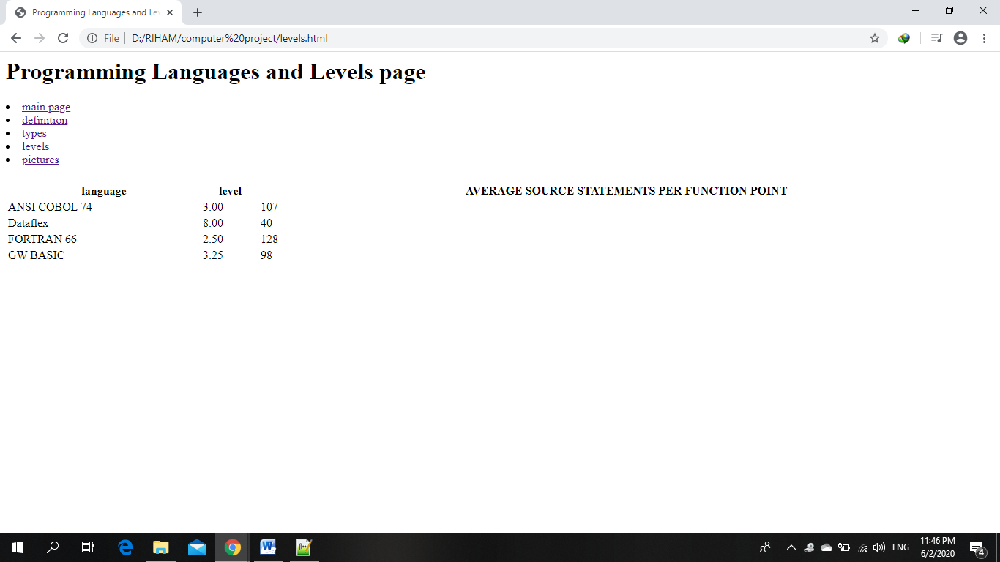 Programming Languages and Lev
File D:/RIHAM/computer%20project/levels.html
Programming Languages and Levels page
main page
definition
types
levels
pictures
language level AVERAGE SOURCE STATEMENTS PER FUNCTION POINT
ANSI COBOL 74 3.00 107
Dataflex 8.00 40
FORTRAN 66 2.50 128
GW BASIC 3.25 98
ENG
11:46 PM
6/2/2020
4